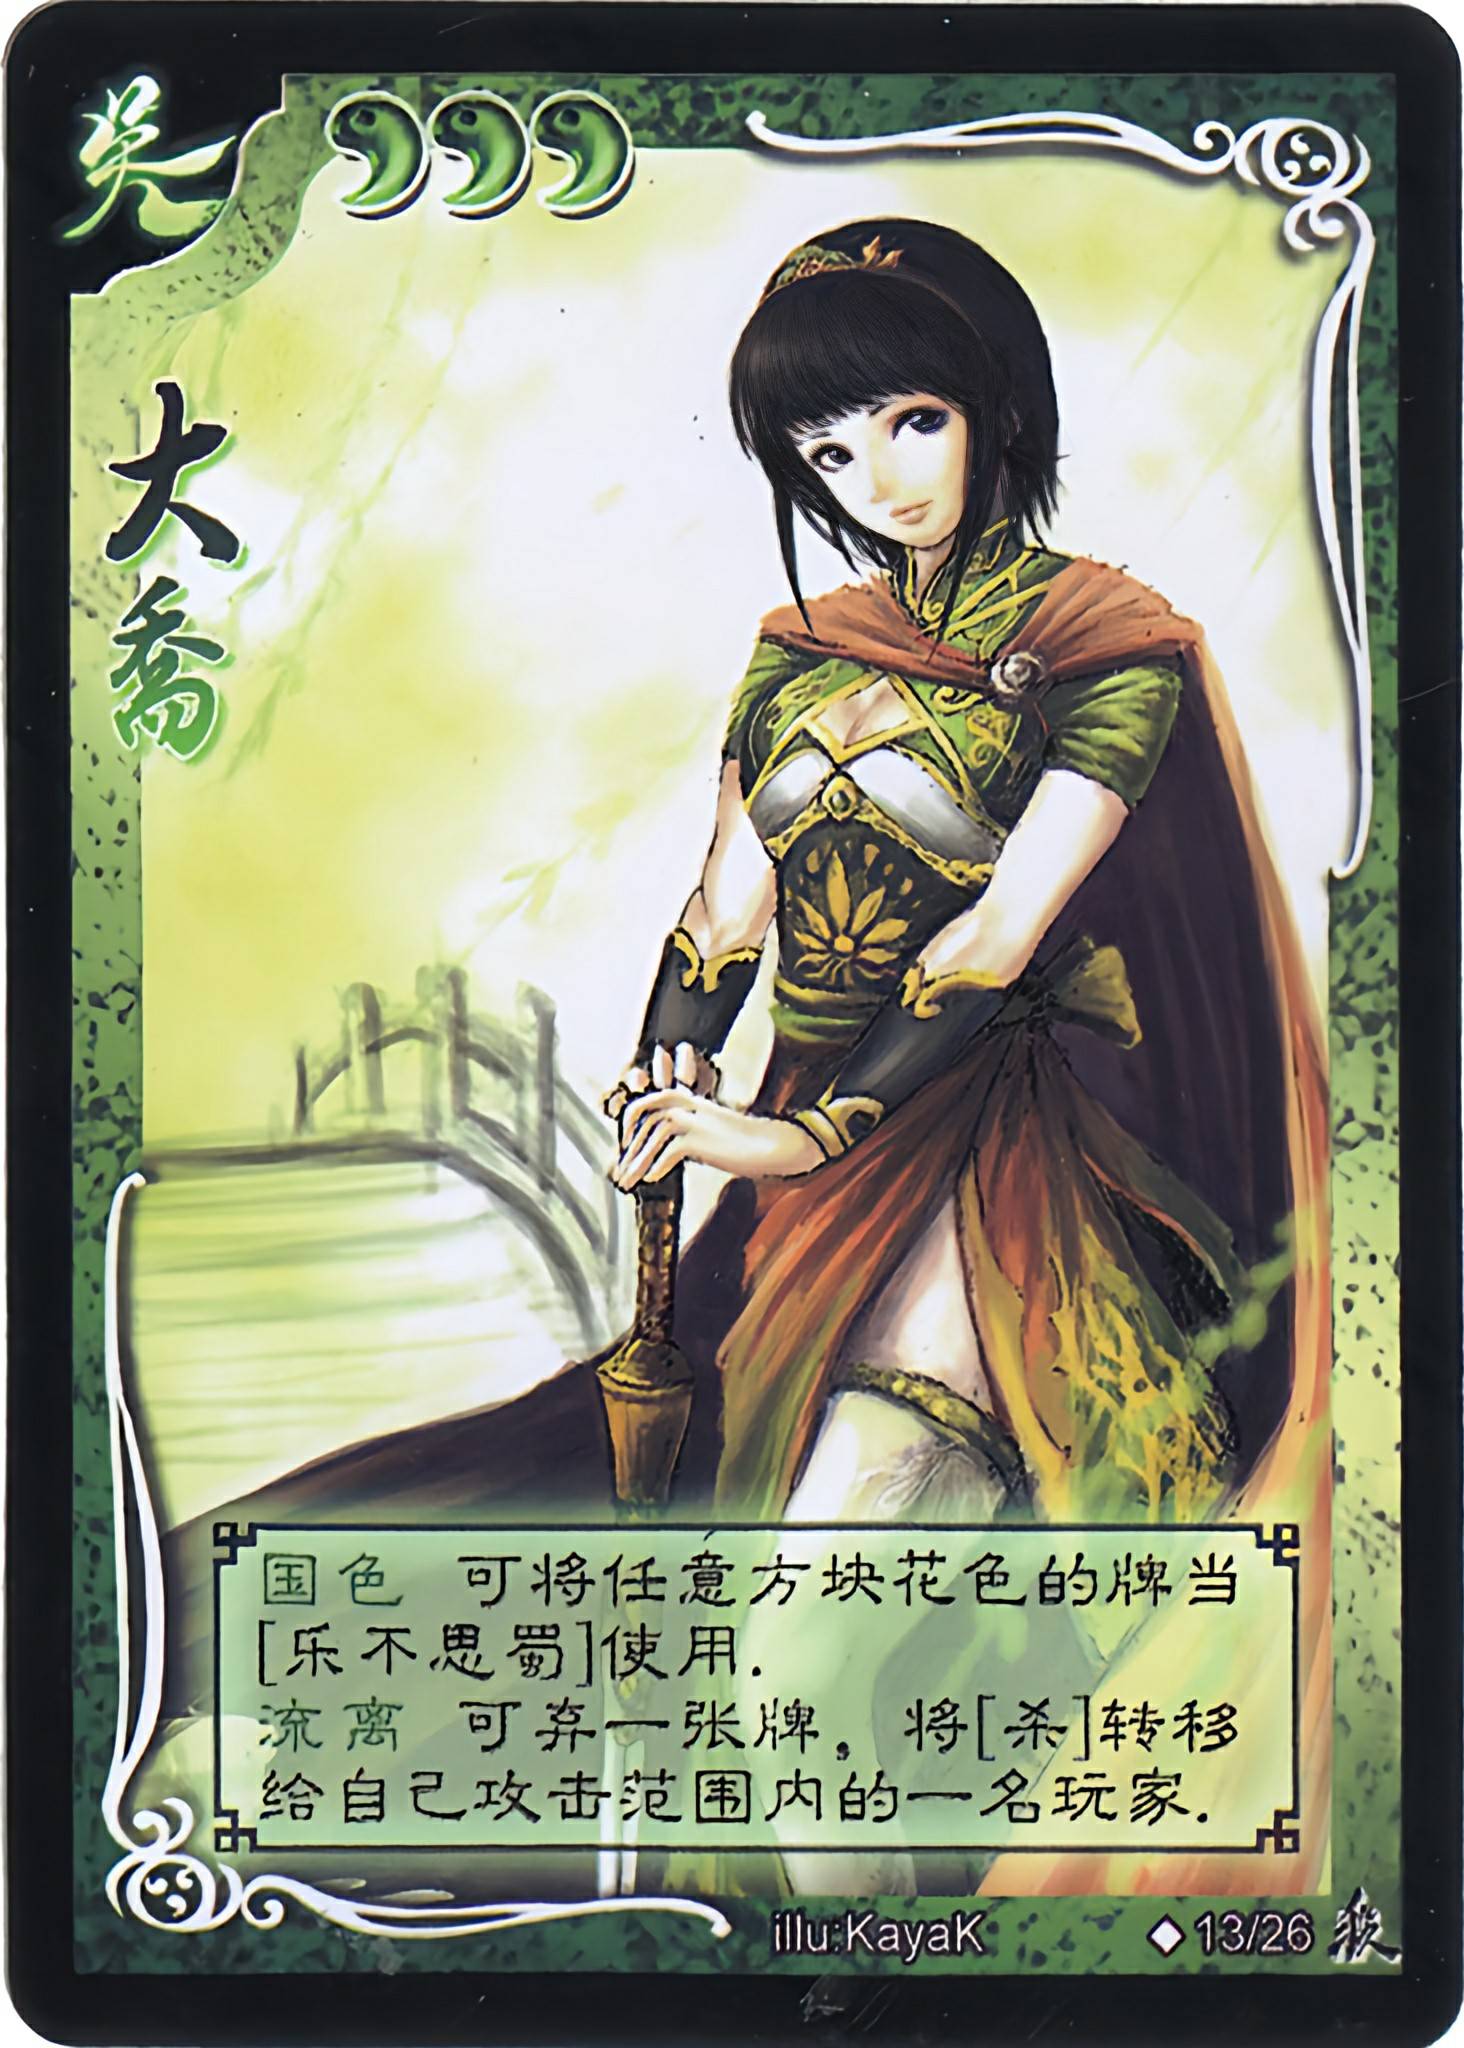 吴
大喬
国色 可将任意方块花色的牌当
[乐不思蜀]使用.
流离 可弃一张牌。将[杀]转移
给自己攻击范围内的一名玩家.
illu:KayaK
◆13/26